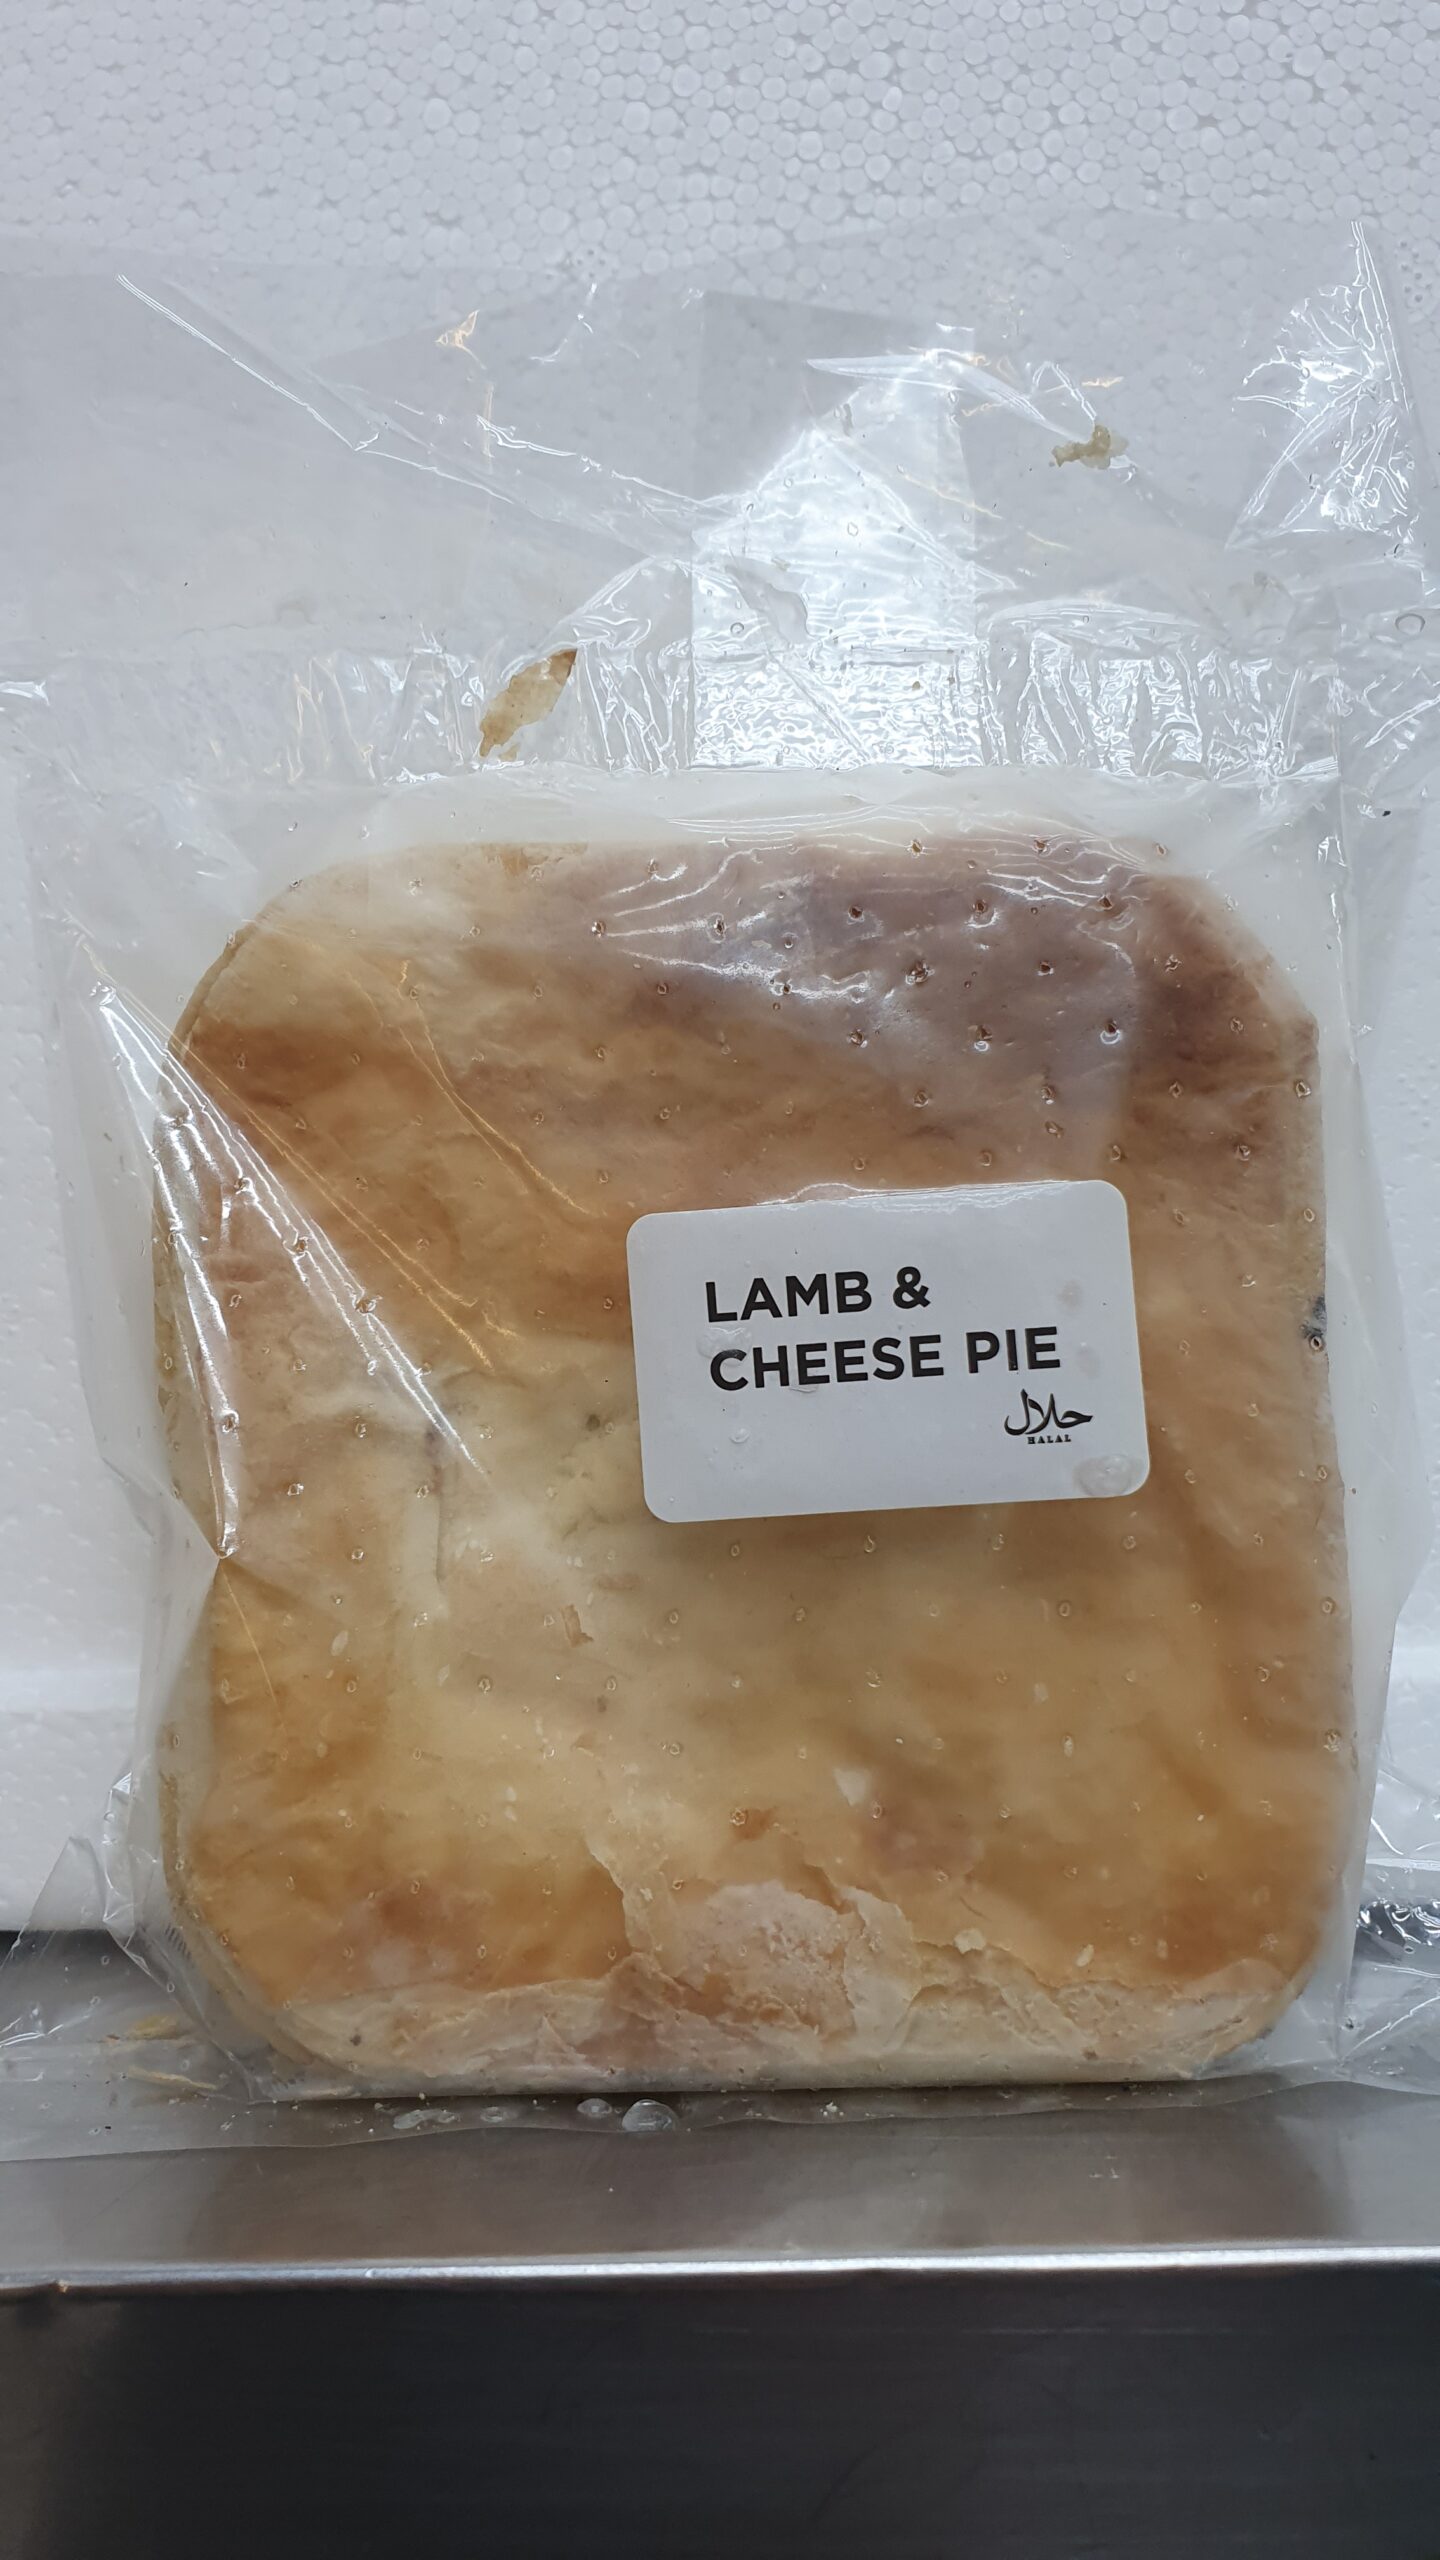 LAMB &
CHEESE PIE
حلال
HALAL